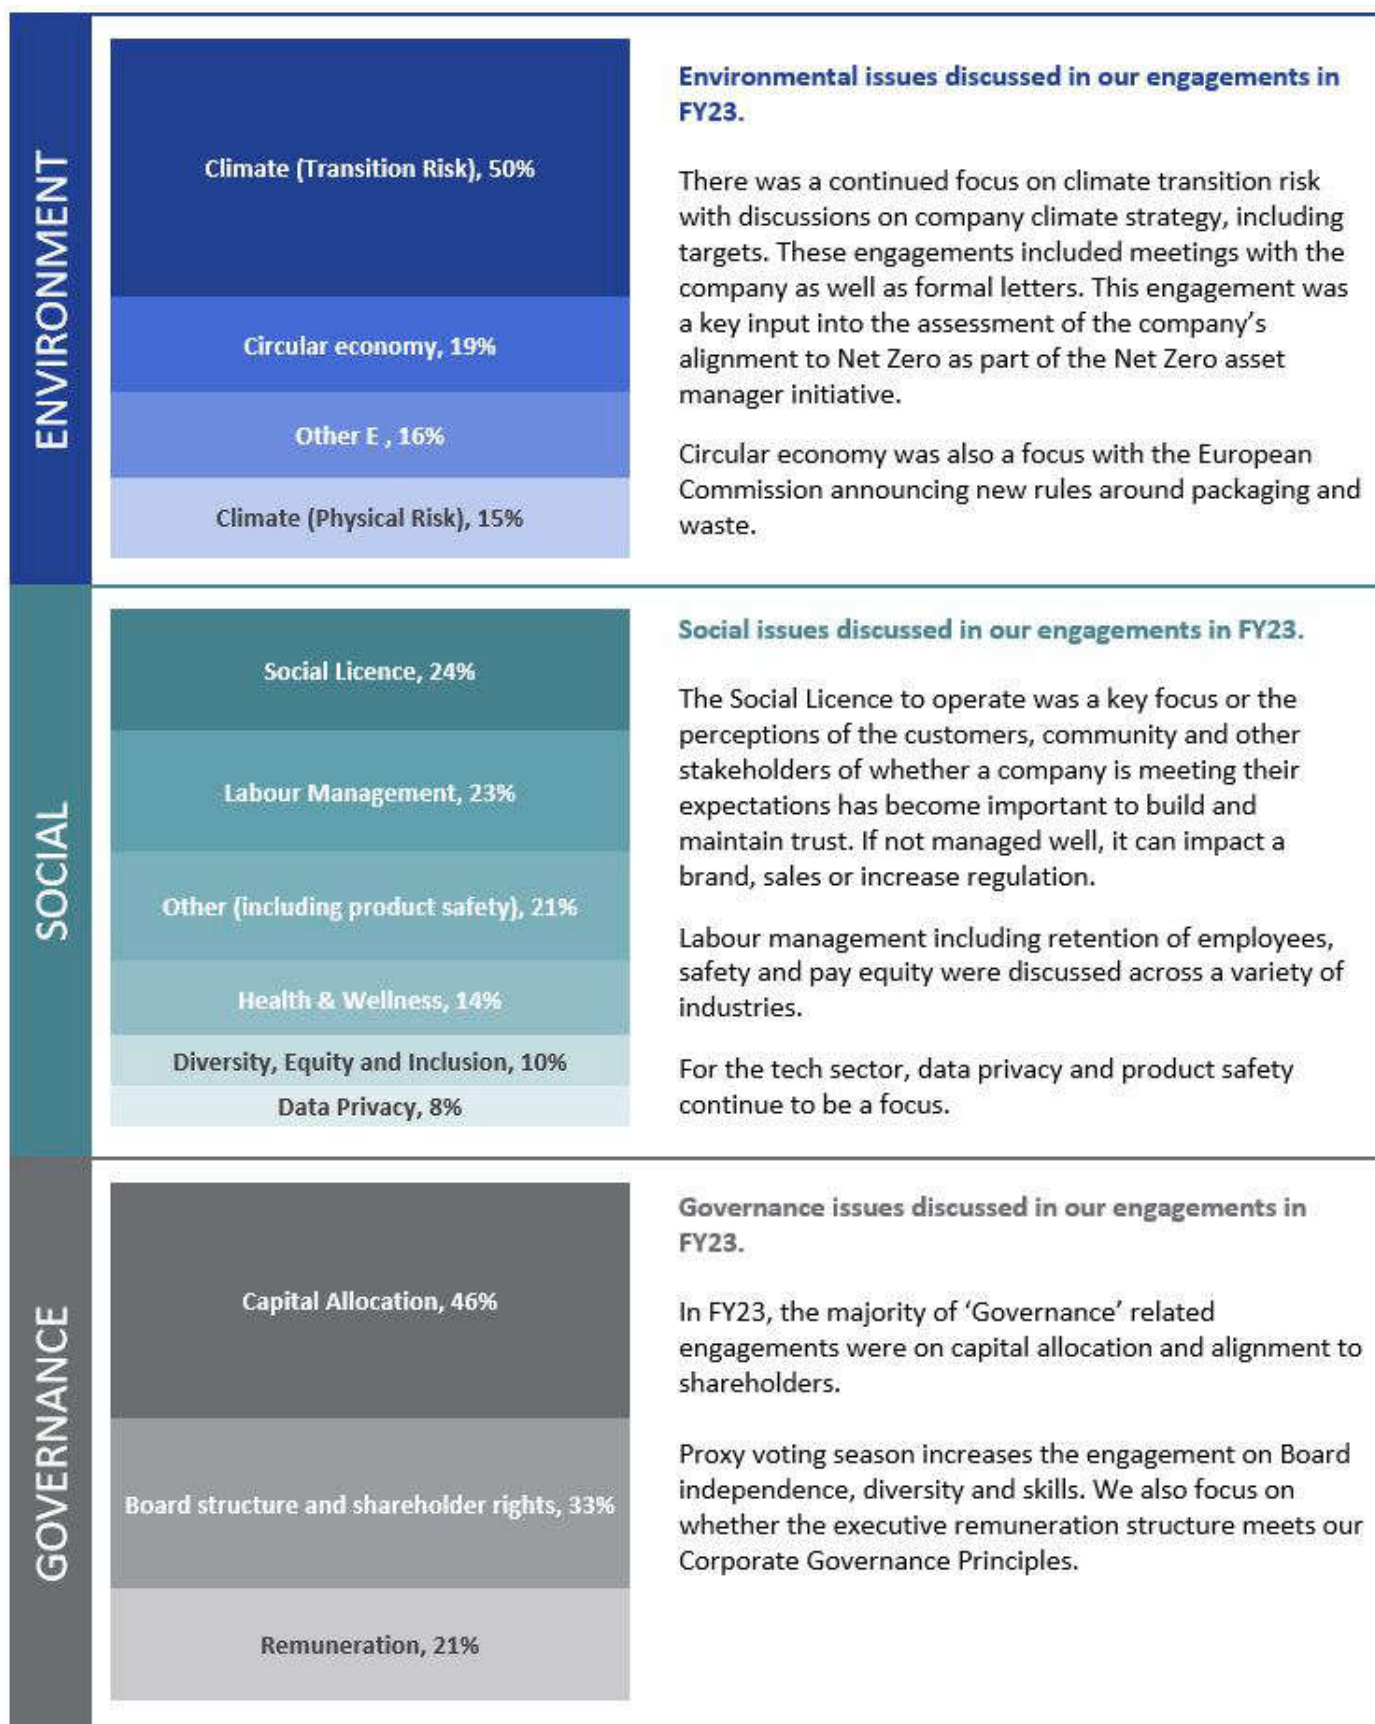 ENVIRONMENT
Climate (Transition Risk), 50%
Circular economy, 19%
Other E , 16%
Climate (Physical Risk), 15%
Environmental issues discussed in our engagements in
FY23.
There was a continued focus on climate transition risk
with discussions on company climate strategy, including
targets. These engagements included meetings with the
company as well as formal letters. This engagement was
a key input into the assessment of the company’s
alignment to Net Zero as part of the Net Zero asset
manager initiative.
Circular economy was also a focus with the European
Commission announcing new rules around packaging and
waste.
SOCIAL
Social Licence, 24%
Labour Management, 23%
Other (including product safety), 21%
Health & Wellness, 14%
Diversity, Equity and Inclusion, 10%
Data Privacy, 8%
Social issues discussed in our engagements in FY23.
The Social Licence to operate was a key focus or the
perceptions of the customers, community and other
stakeholders of whether a company is meeting their
expectations has become important to build and
maintain trust. If not managed well, it can impact a
brand, sales or increase regulation.
Labour management including retention of employees,
safety and pay equity were discussed across a variety of
industries.
For the tech sector, data privacy and product safety
continue to be a focus.
GOVERNANCE
Capital Allocation, 46%
Board structure and shareholder rights, 33%
Remuneration, 21%
Governance issues discussed in our engagements in
FY23.
In FY23, the majority of ‘Governance’ related
engagements were on capital allocation and alignment to
shareholders.
Proxy voting season increases the engagement on Board
independence, diversity and skills. We also focus on
whether the executive remuneration structure meets our
Corporate Governance Principles.